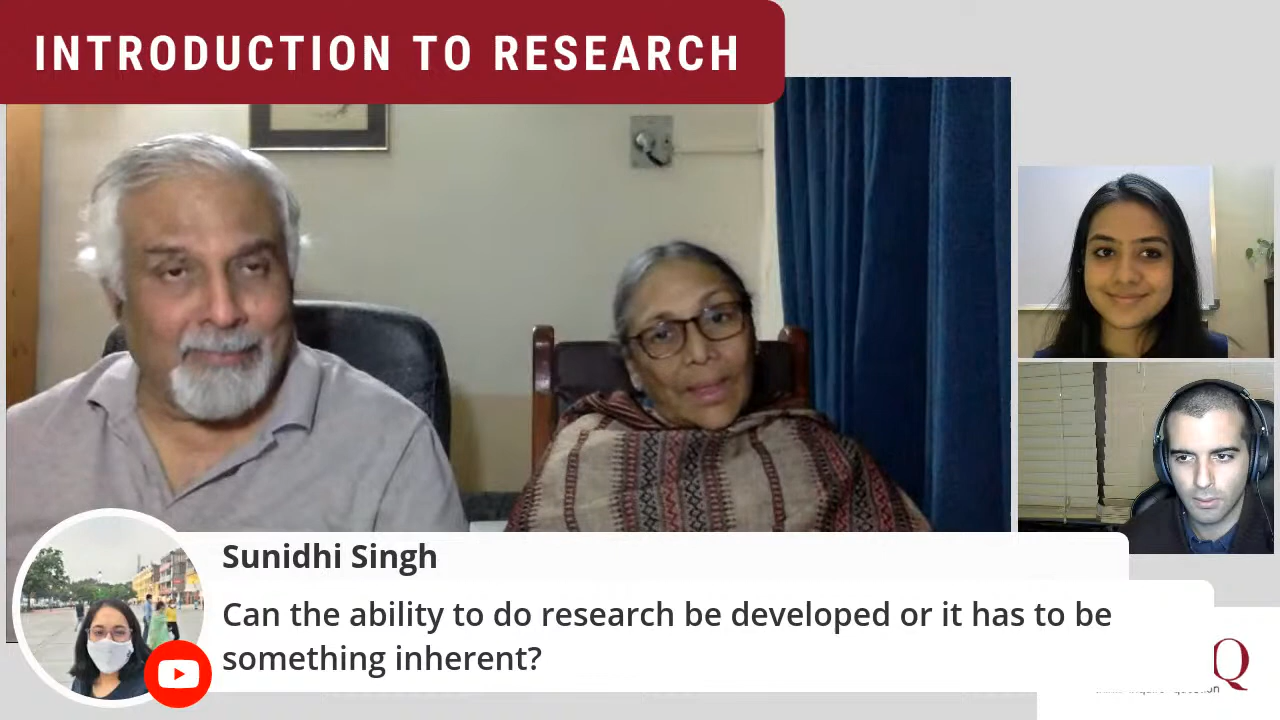 INTRODUCTION TO RESEARCH
Sunidhi Singh
Can the ability to do research be developed or it has to be
something inherent?
Q